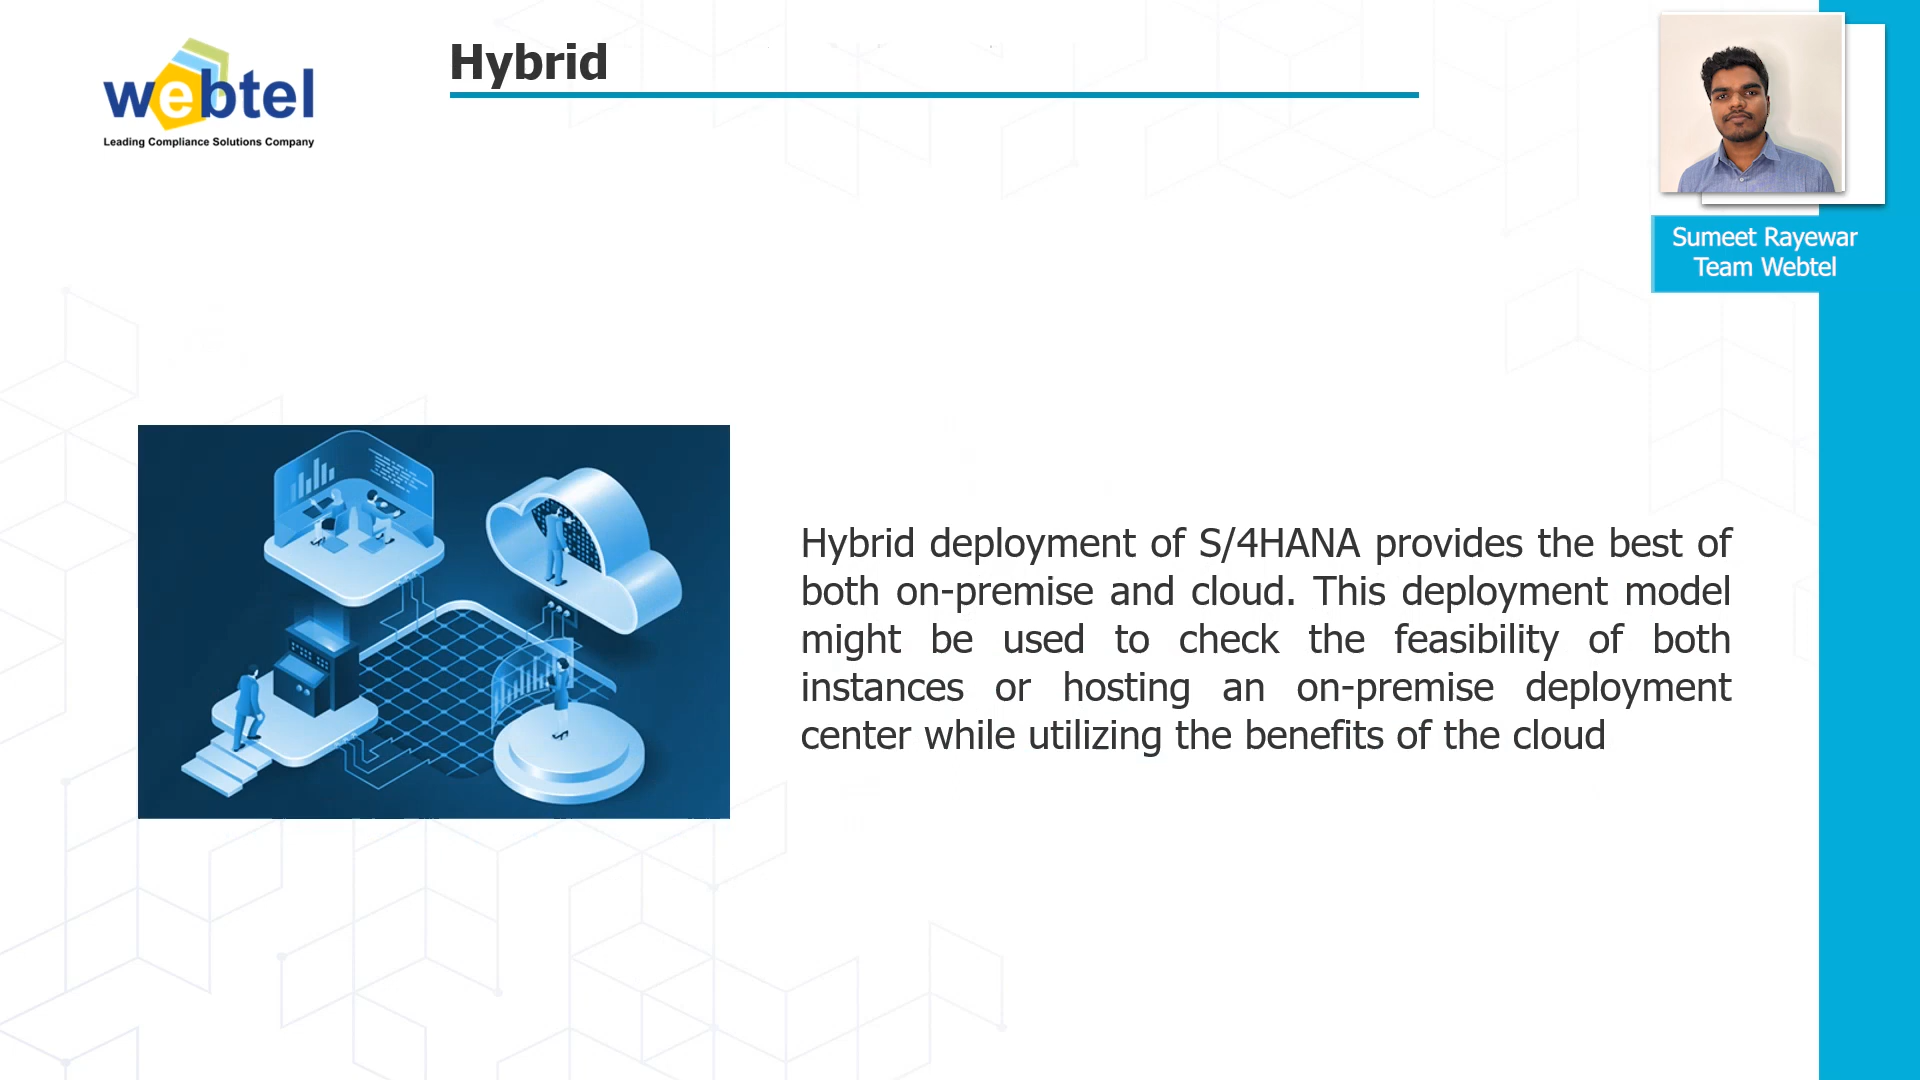 webtel
Leading Compliance Solutions Company
Hybrid
Sumeet Rayewar
Team Webtel
Hybrid deployment of S/4HANA provides the best of
both on-premise and cloud. This deployment model
might be used to check the feasibility of both
instances or hosting an on-premise deployment
center while utilizing the benefits of the cloud